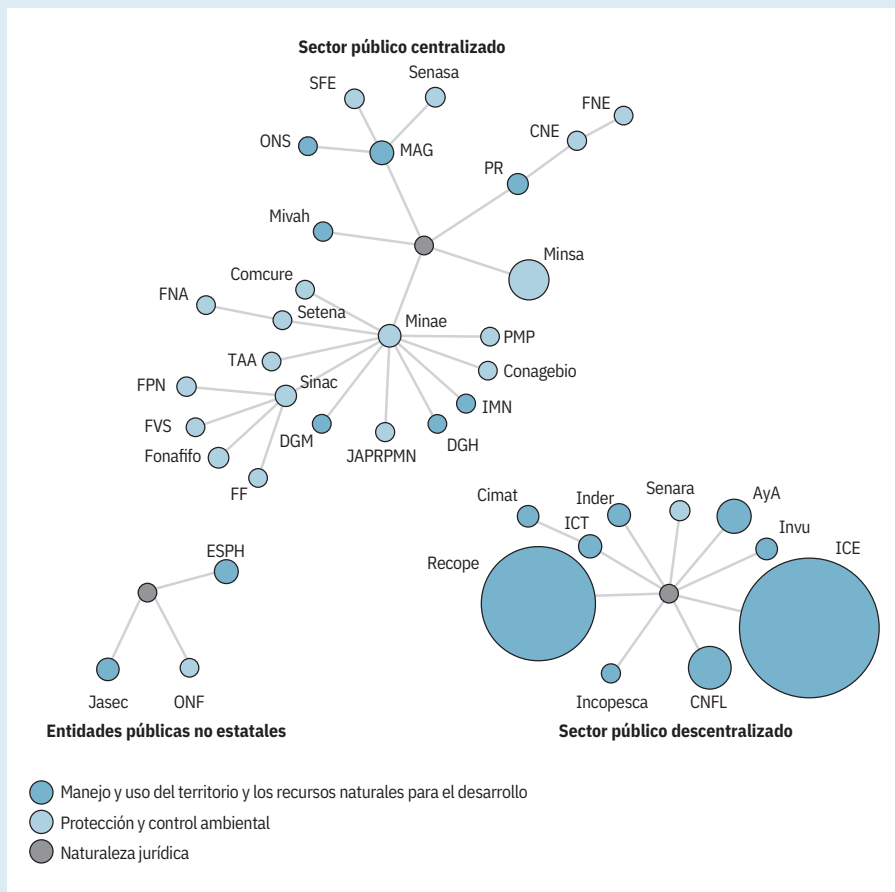 Sector público centralizado
SFE
Senasa
FNE
CNE
ONS
MAG
PR
Mivah
Minsa
Comcure
FNA
Setena
Minae
PMP
TAA
Conagebio
FPN
Sinac
IMN
FVS
DGM
DGH
Fonafifo
JAPRPMN
FF
Cimat
Inder
Senara
AyA
ICT
Invu
Recope
ICE
ESPH
Jasec
ONF
Incopesca
CNFL
Entidades públicas no estatales
Sector público descentralizado
Manejo y uso del territorio y los recursos naturales para el desarrollo
Protección y control ambiental
Naturaleza jurídica